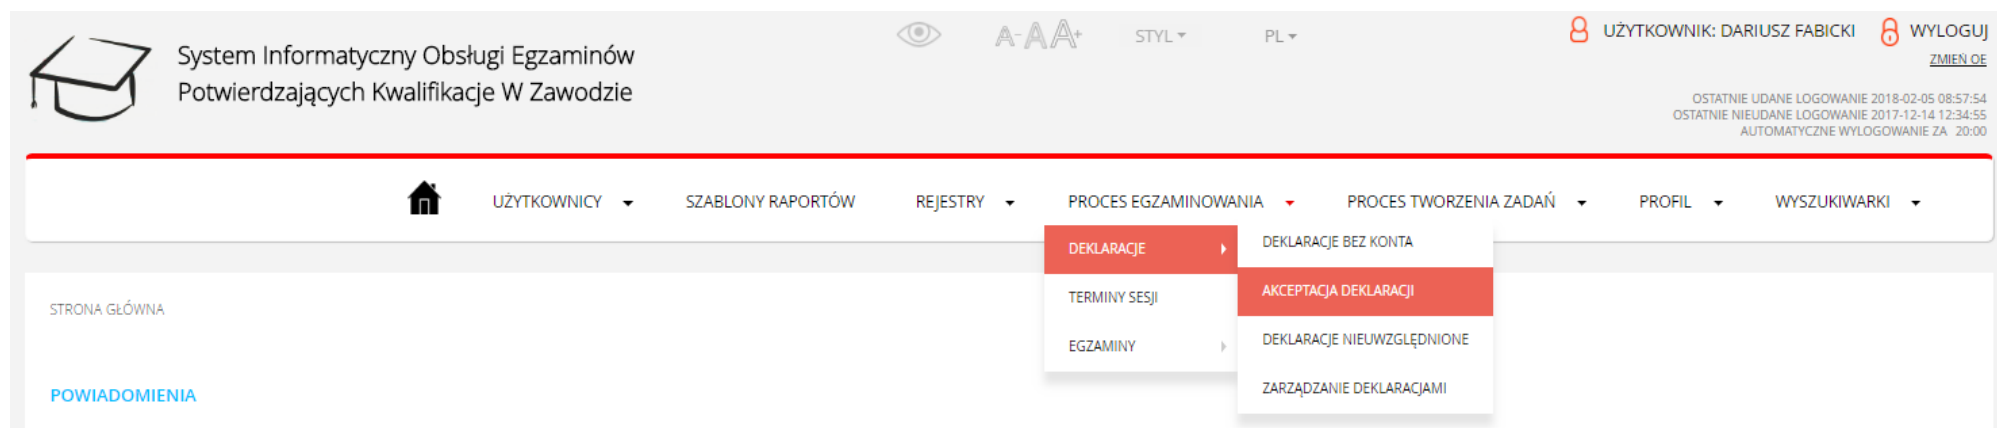 System Informatyczny Obsługi Egzaminów
Potwierdzających Kwalifikacje W Zawodzie
A- A A+
STYL
PL
UŻYTKOWNIK: DARIUSZ FABICKI
WYLOGUJ
ZMIEŃ OE
OSTATNIE UDANE LOGOWANIE 2018-02-05 08:57:54
OSTATNIE NIEUDANE LOGOWANIE 2017-12-14 12:34:55
AUTOMATYCZNE WYLOGOWANIE ZA 20:00
UŻYTKOWNICY
SZABLONY RAPORTÓW
REJESTRY
PROCES EGZAMINOWANIA
PROCES TWORZENIA ZADAŃ
PROFIL
WYSZUKIWARKI
DEKLARACJE
TERMINY SESJI
EGZAMINY
DEKLARACJE BEZ KONTA
AKCEPTACJA DEKLARACJI
DEKLARACJE NIEUWZGLĘDNIONE
ZARZĄDZANIE DEKLARACJAMI
STRONA GŁÓWNA
POWIADOMIENIA